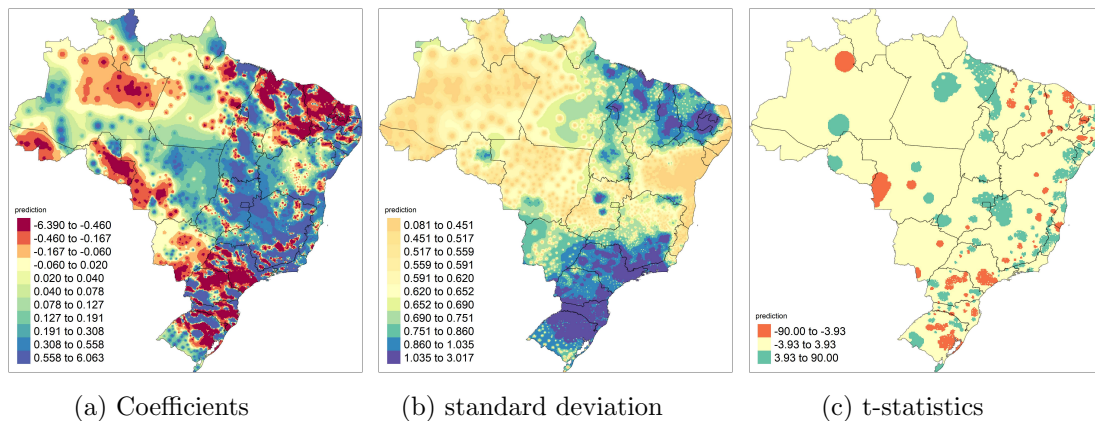 prediction
-6.390 to -0.460
-0.460 to -0.167
-0.167 to -0.060
-0.060 to 0.020
0.020 to 0.040
0.040 to 0.078
0.078 to 0.127
0.127 to 0.191
0.191 to 0.308
0.308 to 0.558
0.558 to 6.063
prediction
0.081 to 0.451
0.451 to 0.517
0.517 to 0.559
0.559 to 0.591
0.591 to 0.620
0.620 to 0.652
0.652 to 0.690
0.690 to 0.751
0.751 to 0.860
0.860 to 1.035
1.035 to 3.017
prediction
-90.00 to -3.93
-3.93 to 3.93
3.93 to 90.00
(a) Coefficients
(b) standard deviation
(c) t-statistics